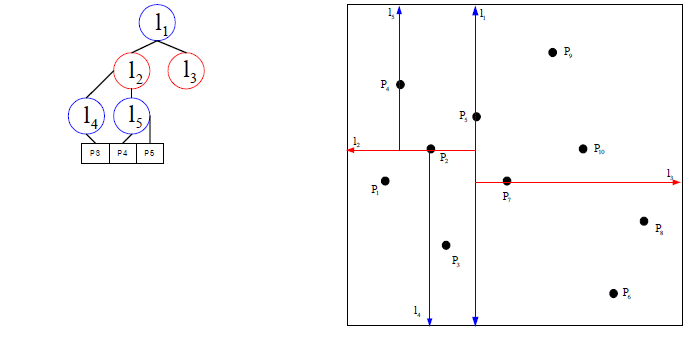 l₁
l₂ l₃
l₄ l₅
P3 P4 P5
l₅ l₁
P₉
P₄
P₅
l₂ P₂ P₁₀
P₁ P₇ l₃
P₈
P₃
P₆
l₄